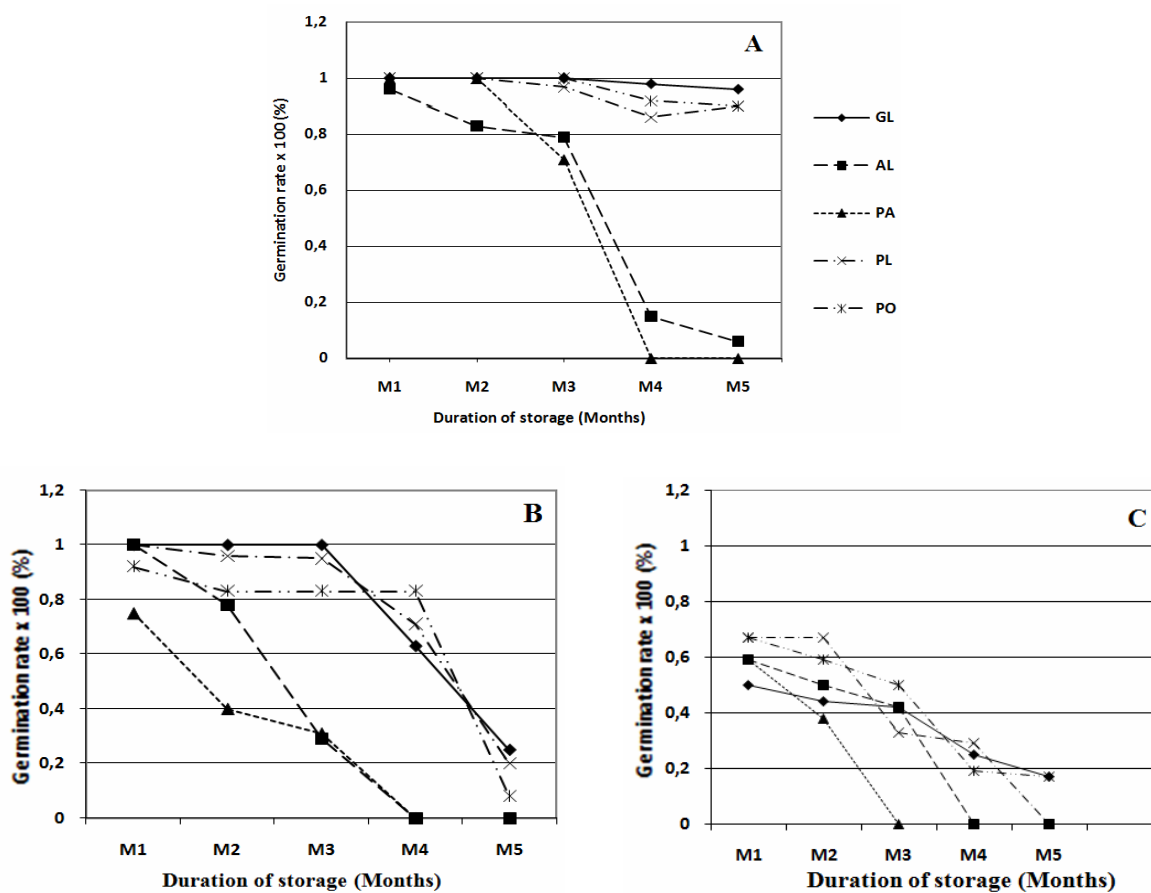 1,2
A
1
0,8
0,6
0,4
0,2
0
Germination rate x 100 (%)
M1 M2 M3 M4 M5
Duration of storage (Months)
GL
AL
PA
PL
PO
1,2
B
1
0,8
0,6
0,4
0,2
0
Germination rate x 100 (%)
M1 M2 M3 M4 M5
Duration of storage (Months)
1,2
C
1
0,8
0,6
0,4
0,2
0
Germination rate x 100 (%)
M1 M2 M3 M4 M5
Duration of storage (Months)